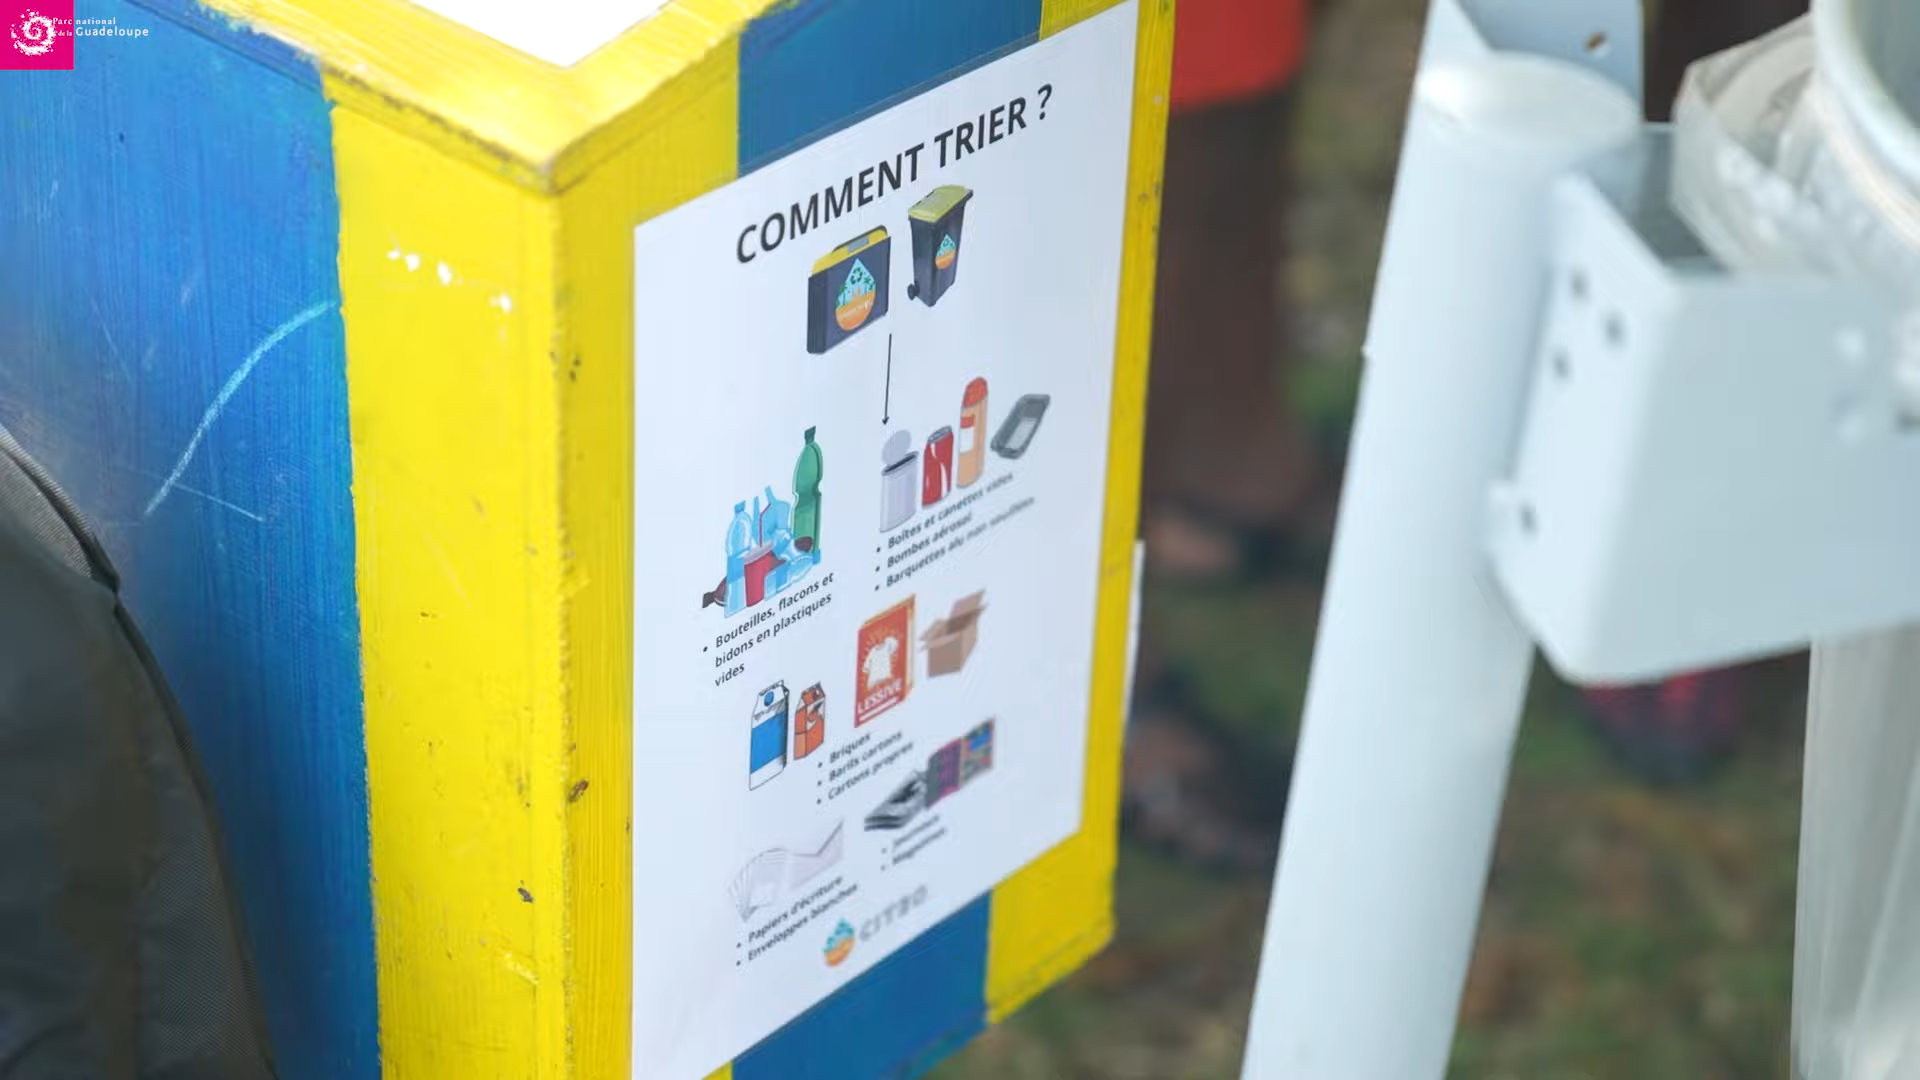 Parc national
de la Guadeloupe
COMMENT TRIER ?
• Boîtes et canettes vides
• Bombes aérosol
• Barquettes alu non souillées
• Bouteilles, flacons et
bidons en plastiques
vides
LESSIVE
• Briques
• Barils cartons
• Cartons propres
• Journaux
• Magazines
• Papiers d'écriture
• Enveloppes blanches
CITEO